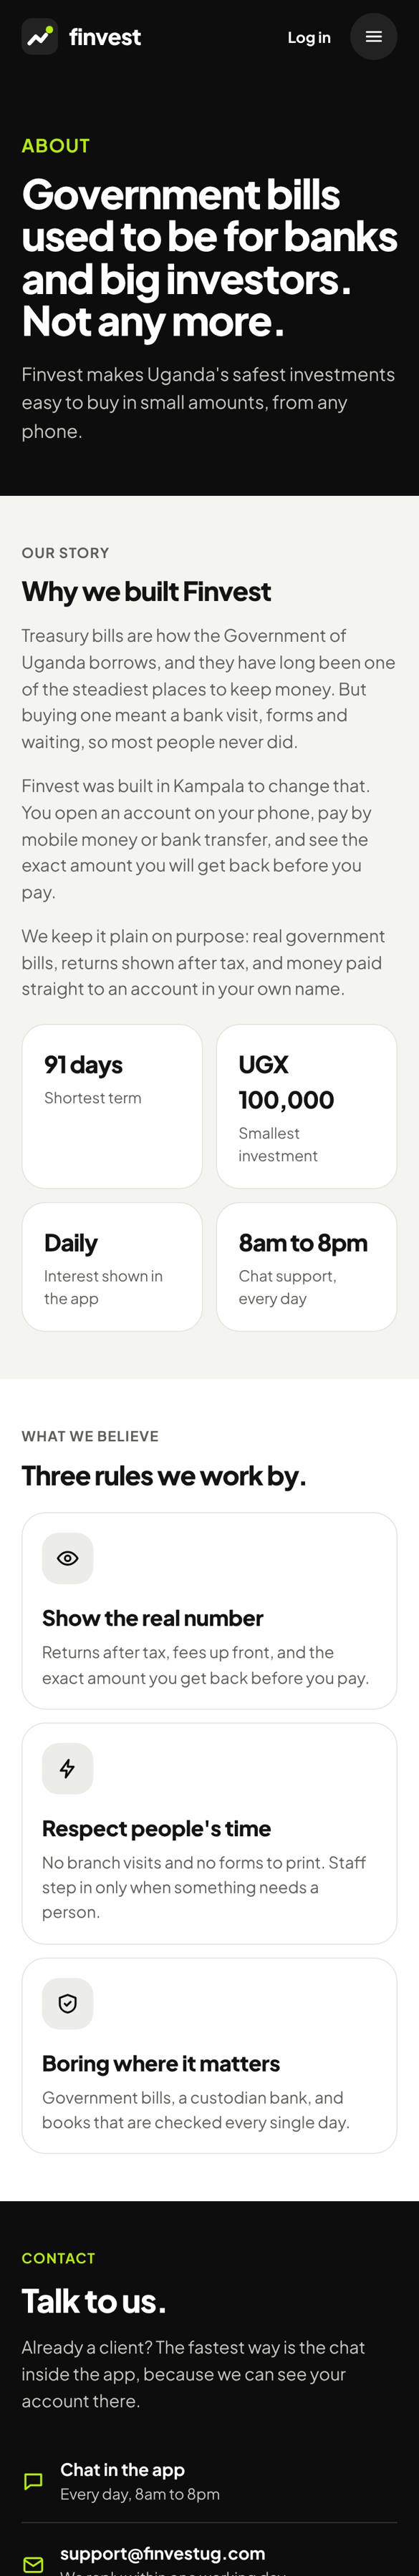 finvest
Log in
ABOUT
Government bills
used to be for banks
and big investors.
Not any more.
Finvest makes Uganda's safest investments
easy to buy in small amounts, from any
phone.
OUR STORY
Why we built Finvest
Treasury bills are how the Government of
Uganda borrows, and they have long been one
of the steadiest places to keep money. But
buying one meant a bank visit, forms and
waiting, so most people never did.
Finvest was built in Kampala to change that.
You open an account on your phone, pay by
mobile money or bank transfer, and see the
exact amount you will get back before you
pay.
We keep it plain on purpose: real government
bills, returns shown after tax, and money paid
straight to an account in your own name.
91 days
Shortest term
UGX
100,000
Smallest
investment
Daily
Interest shown in
the app
8am to 8pm
Chat support,
every day
WHAT WE BELIEVE
Three rules we work by.
Show the real number
Returns after tax, fees up front, and the
exact amount you get back before you pay.
Respect people's time
No branch visits and no forms to print. Staff
step in only when something needs a
person.
Boring where it matters
Government bills, a custodian bank, and
books that are checked every single day.
CONTACT
Talk to us.
Already a client? The fastest way is the chat
inside the app, because we can see your
account there.
Chat in the app
Every day, 8am to 8pm
support@finvestug.com
We reply within one working day